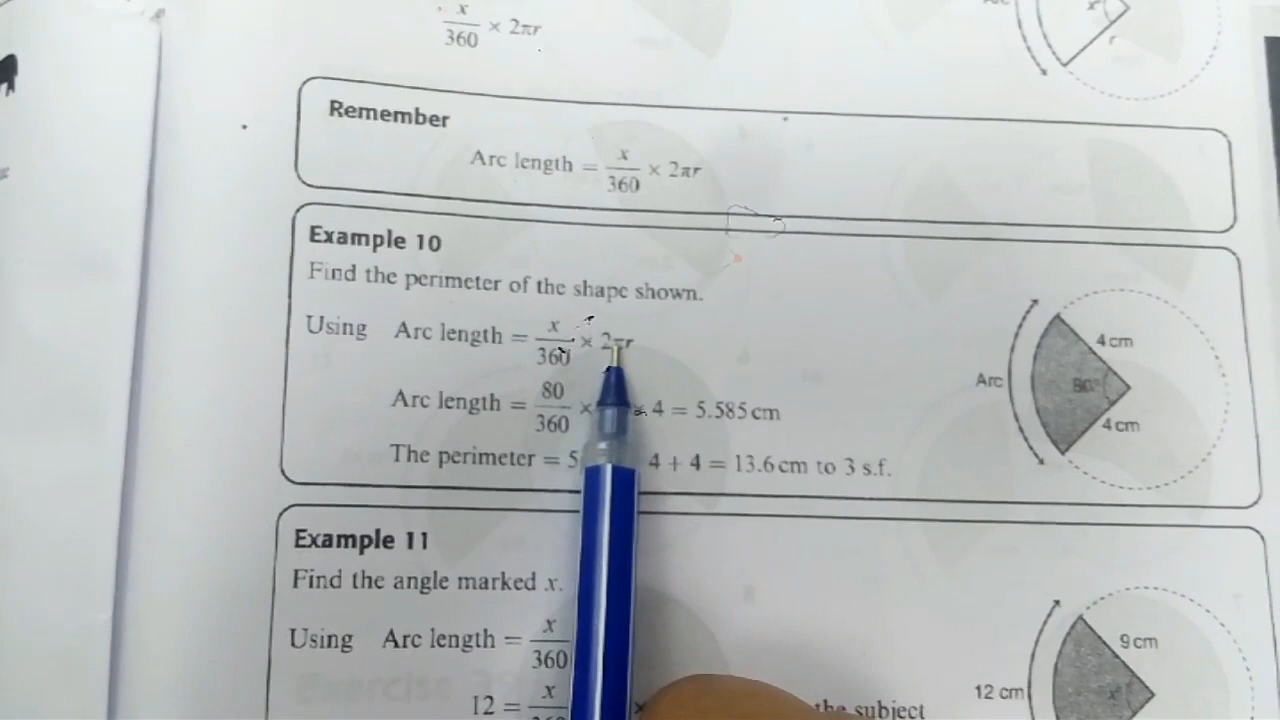 x/360 × 2πr
r
Remember
Arc length = x/360 × 2πr
Example 10
Find the perimeter of the shape shown.
Using Arc length = x/360 × 2πr
Arc length = 80/360 × × 4 = 5.585 cm
The perimeter = 5 4 + 4 = 13.6 cm to 3 s.f.
4 cm
Arc
80°
4 cm
Example 11
Find the angle marked x.
Using Arc length = x/360
12 = x
the subject
9 cm
12 cm
x°